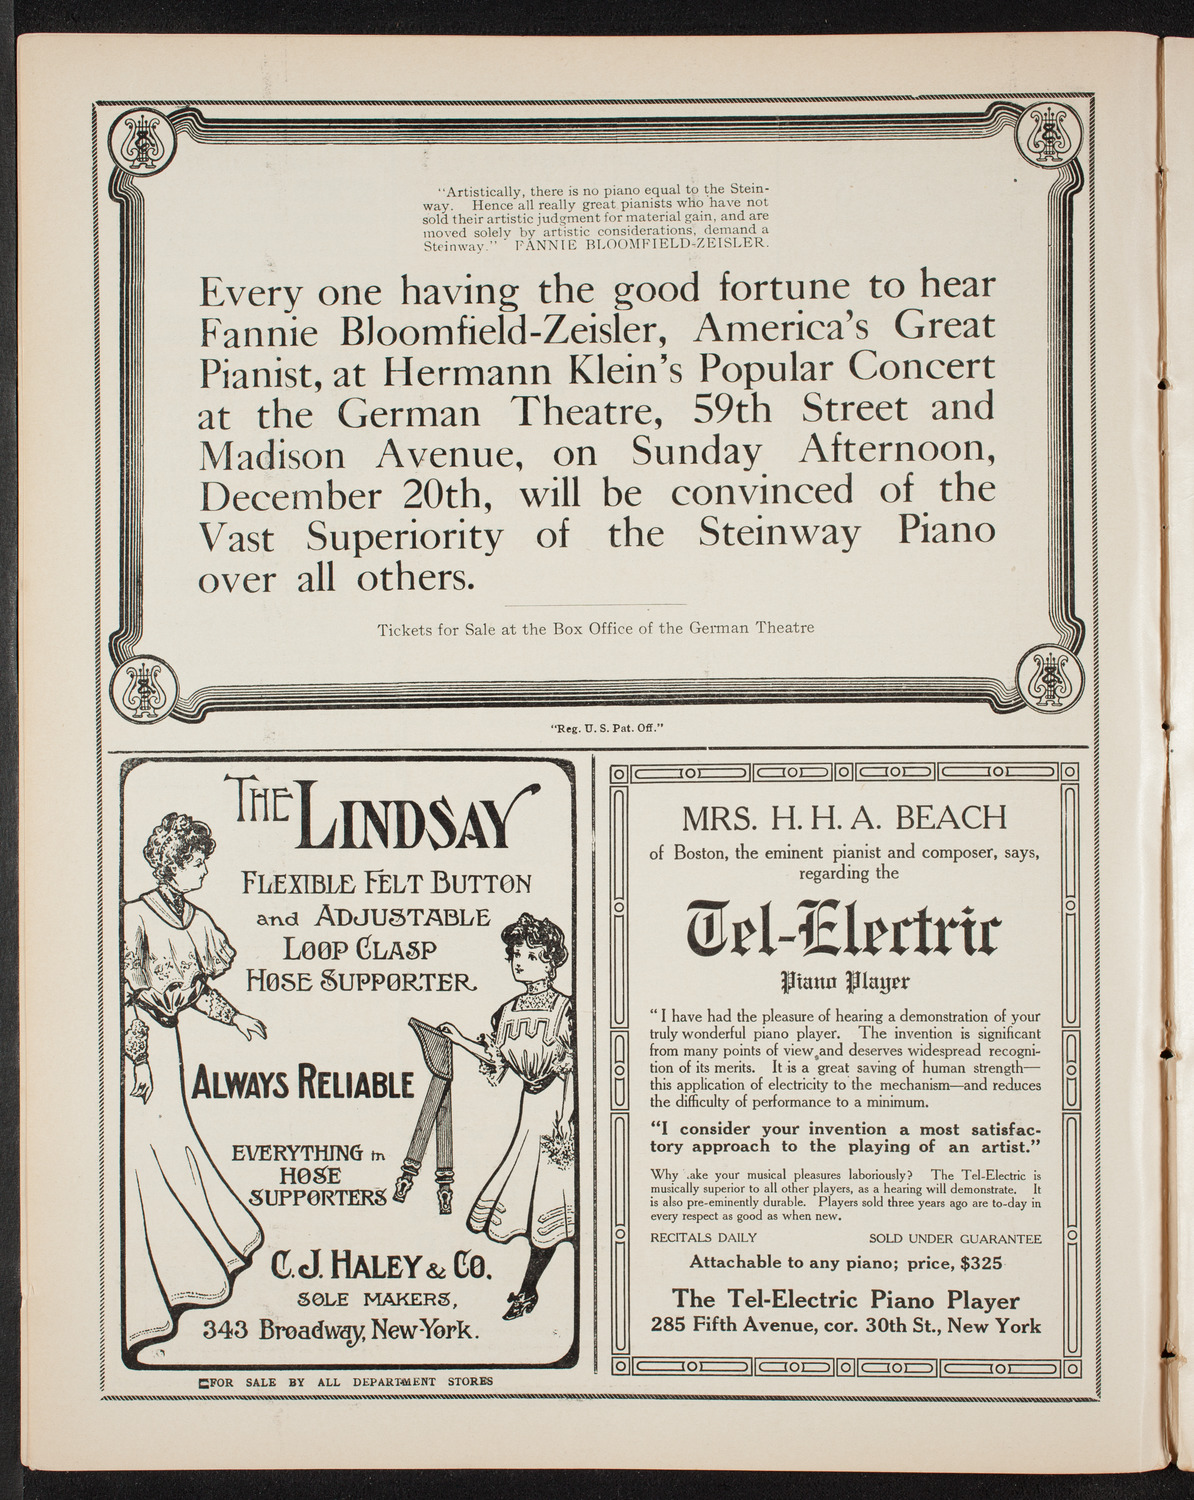 "Artistically, there is no piano equal to the Stein-
way. Hence all really great pianists who have not
sold their artistic judgment for material gain, and are
moved solely by artistic considerations, demand a
Steinway." FANNIE BLOOMFIELD-ZEISLER.
Every one having the good fortune to hear
Fannie Bloomfield-Zeisler, America's Great
Pianist, at Hermann Klein's Popular Concert
at the German Theatre, 59th Street and
Madison Avenue, on Sunday Afternoon,
December 20th, will be convinced of the
Vast Superiority of the Steinway Piano
over all others.
Tickets for Sale at the Box Office of the German Theatre
"Reg. U. S. Pat. Off."
THE LINDSAY
FLEXIBLE FELT BUTTON
and ADJUSTABLE
LOOP CLASP
HOSE SUPPORTER
ALWAYS RELIABLE
EVERYTHING in
HOSE
SUPPORTERS
C. J. HALEY & CO.
SOLE MAKERS,
343 Broadway, New-York.
FOR SALE BY ALL DEPARTMENT STORES
MRS. H. H. A. BEACH
of Boston, the eminent pianist and composer, says,
regarding the
Tel-Electric
Piano Player
"I have had the pleasure of hearing a demonstration of your
truly wonderful piano player. The invention is significant
from many points of view and deserves widespread recogni-
tion of its merits. It is a great saving of human strength—
this application of electricity to the mechanism—and reduces
the difficulty of performance to a minimum.
"I consider your invention a most satisfac-
tory approach to the playing of an artist."
Why .ake your musical pleasures laboriously? The Tel-Electric is
musically superior to all other players, as a hearing will demonstrate. It
is also pre-eminently durable. Players sold three years ago are to-day in
every respect as good as when new.
RECITALS DAILY SOLD UNDER GUARANTEE
Attachable to any piano; price, $325
The Tel-Electric Piano Player
285 Fifth Avenue, cor. 30th St., New York